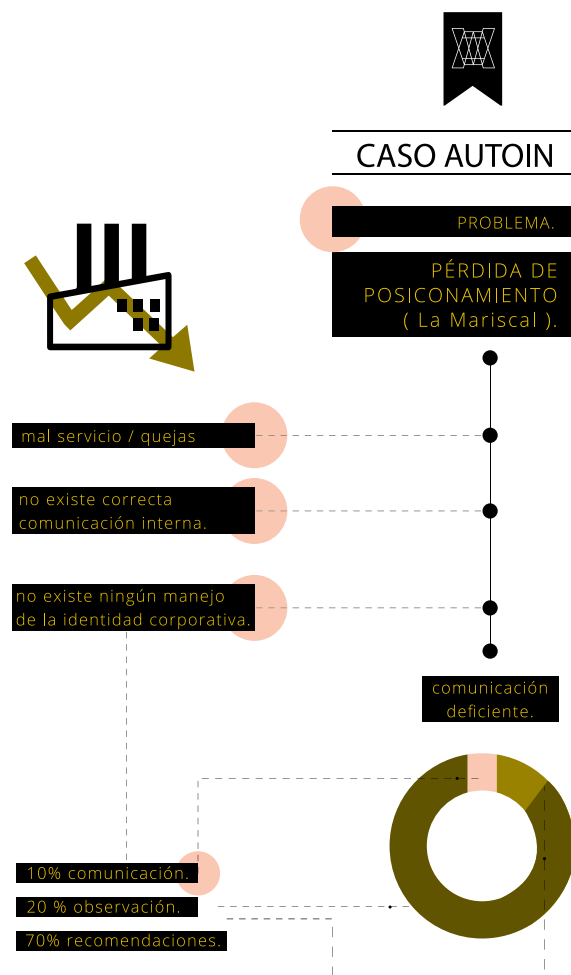 CASO AUTOIN
PROBLEMA.
PÉRDIDA DE
POSICONAMIENTO
( La Mariscal ).
mal servicio / quejas
no existe correcta
comunicación interna.
no existe ningún manejo
de la identidad corporativa.
comunicación
deficiente.
10% comunicación.
20 % observación.
70% recomendaciones.